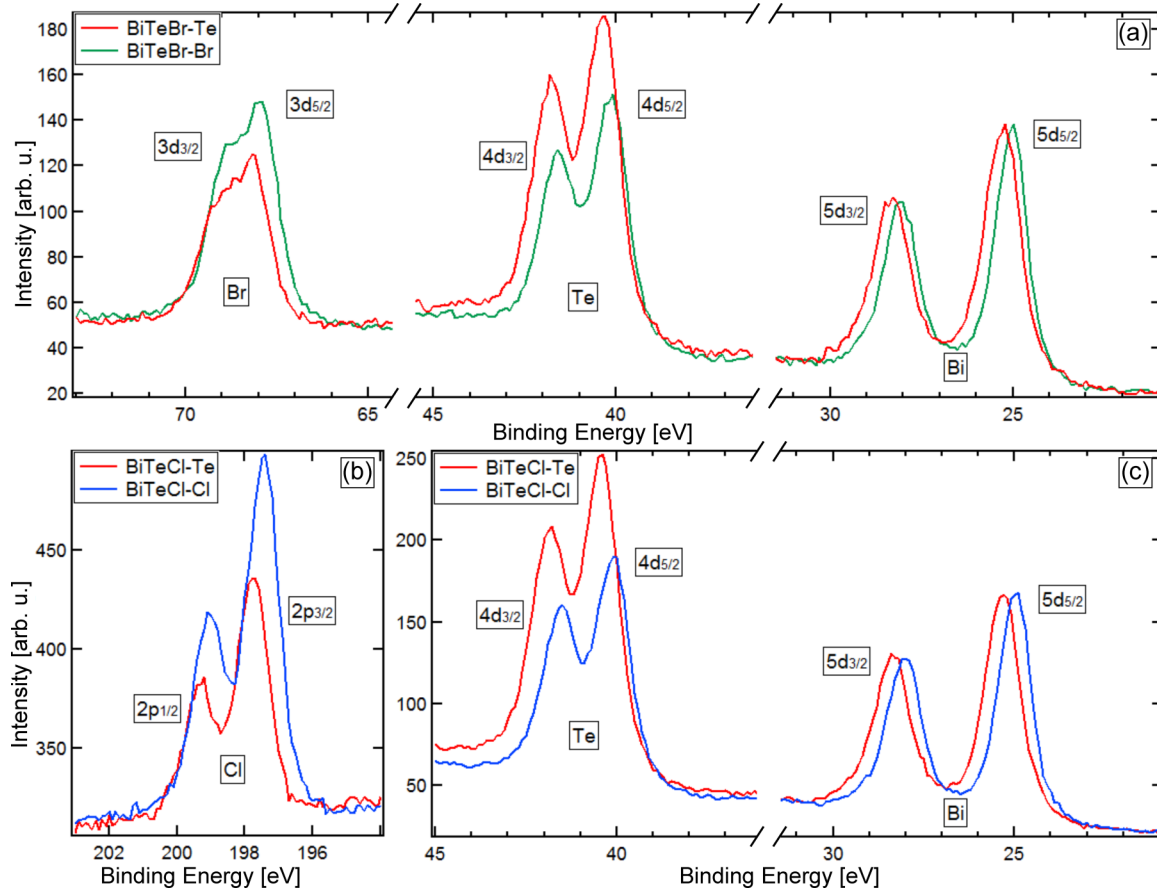 BiTeBr-Te
BiTeBr-Br
(a)
180
160
140
120
100
80
60
40
20
Intensity [arb. u.]
3d5/2
3d3/2
Br
4d5/2
4d3/2
Te
5d5/2
5d3/2
Bi
70
65
45
40
30
25
Binding Energy [eV]
BiTeCl-Te
BiTeCl-Cl
(b)
450
400
350
Intensity [arb. u.]
2p3/2
2p1/2
Cl
202
200
198
196
Binding Energy [eV]
BiTeCl-Te
BiTeCl-Cl
(c)
250
200
150
100
50
4d5/2
4d3/2
Te
5d5/2
5d3/2
Bi
45
40
30
25
Binding Energy [eV]